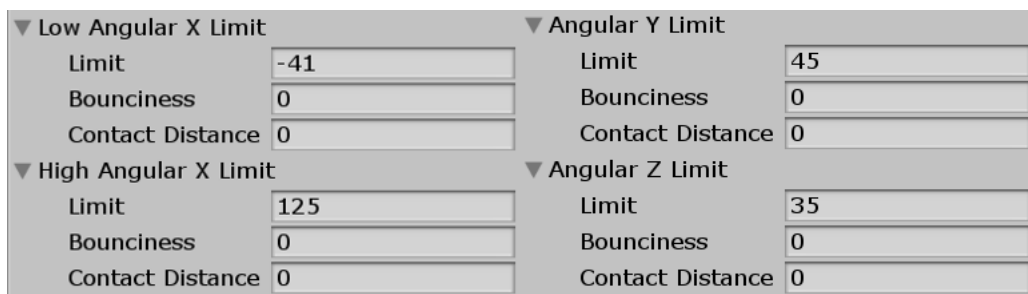 Low Angular X Limit
Limit -41
Bounciness 0
Contact Distance 0
High Angular X Limit
Limit 125
Bounciness 0
Contact Distance 0
Angular Y Limit
Limit 45
Bounciness 0
Contact Distance 0
Angular Z Limit
Limit 35
Bounciness 0
Contact Distance 0